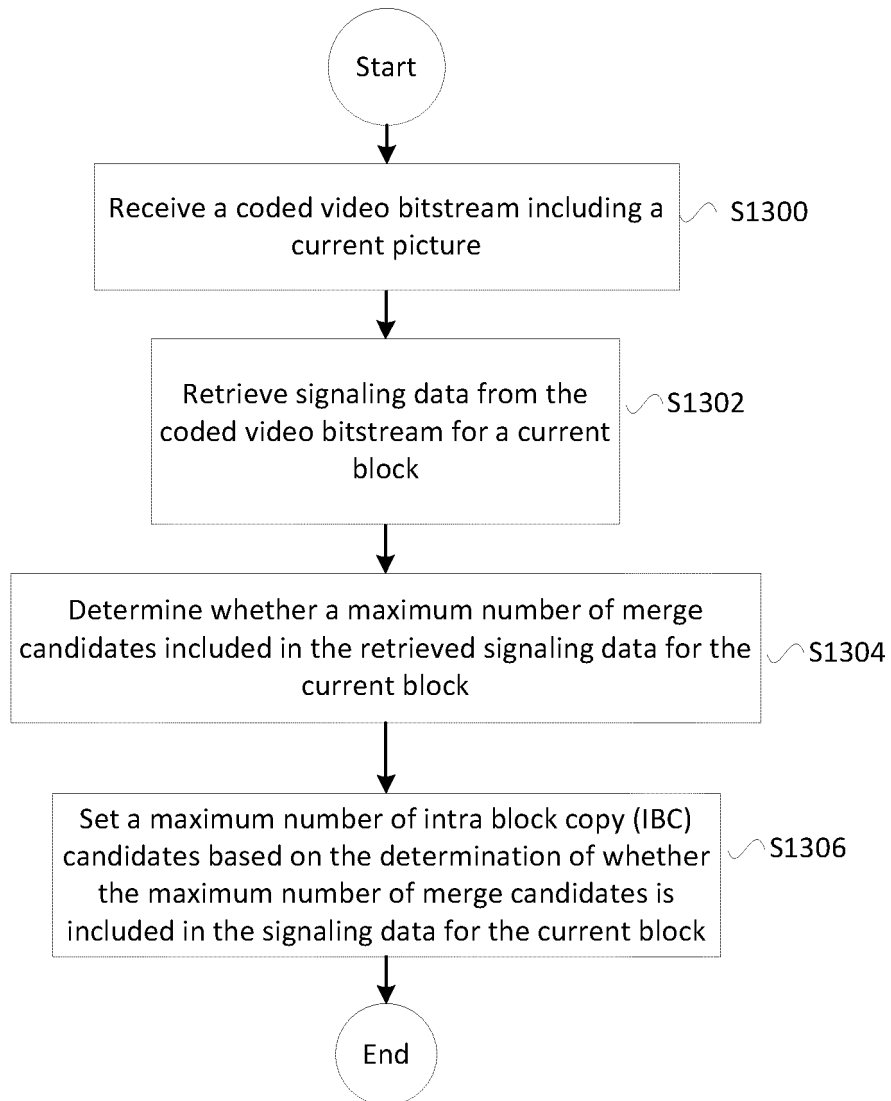 Start
Receive a coded video bitstream including a
current picture
S1300
Retrieve signaling data from the
coded video bitstream for a current
block
S1302
Determine whether a maximum number of merge
candidates included in the retrieved signaling data for the
current block
S1304
Set a maximum number of intra block copy (IBC)
candidates based on the determination of whether
the maximum number of merge candidates is
included in the signaling data for the current block
S1306
End